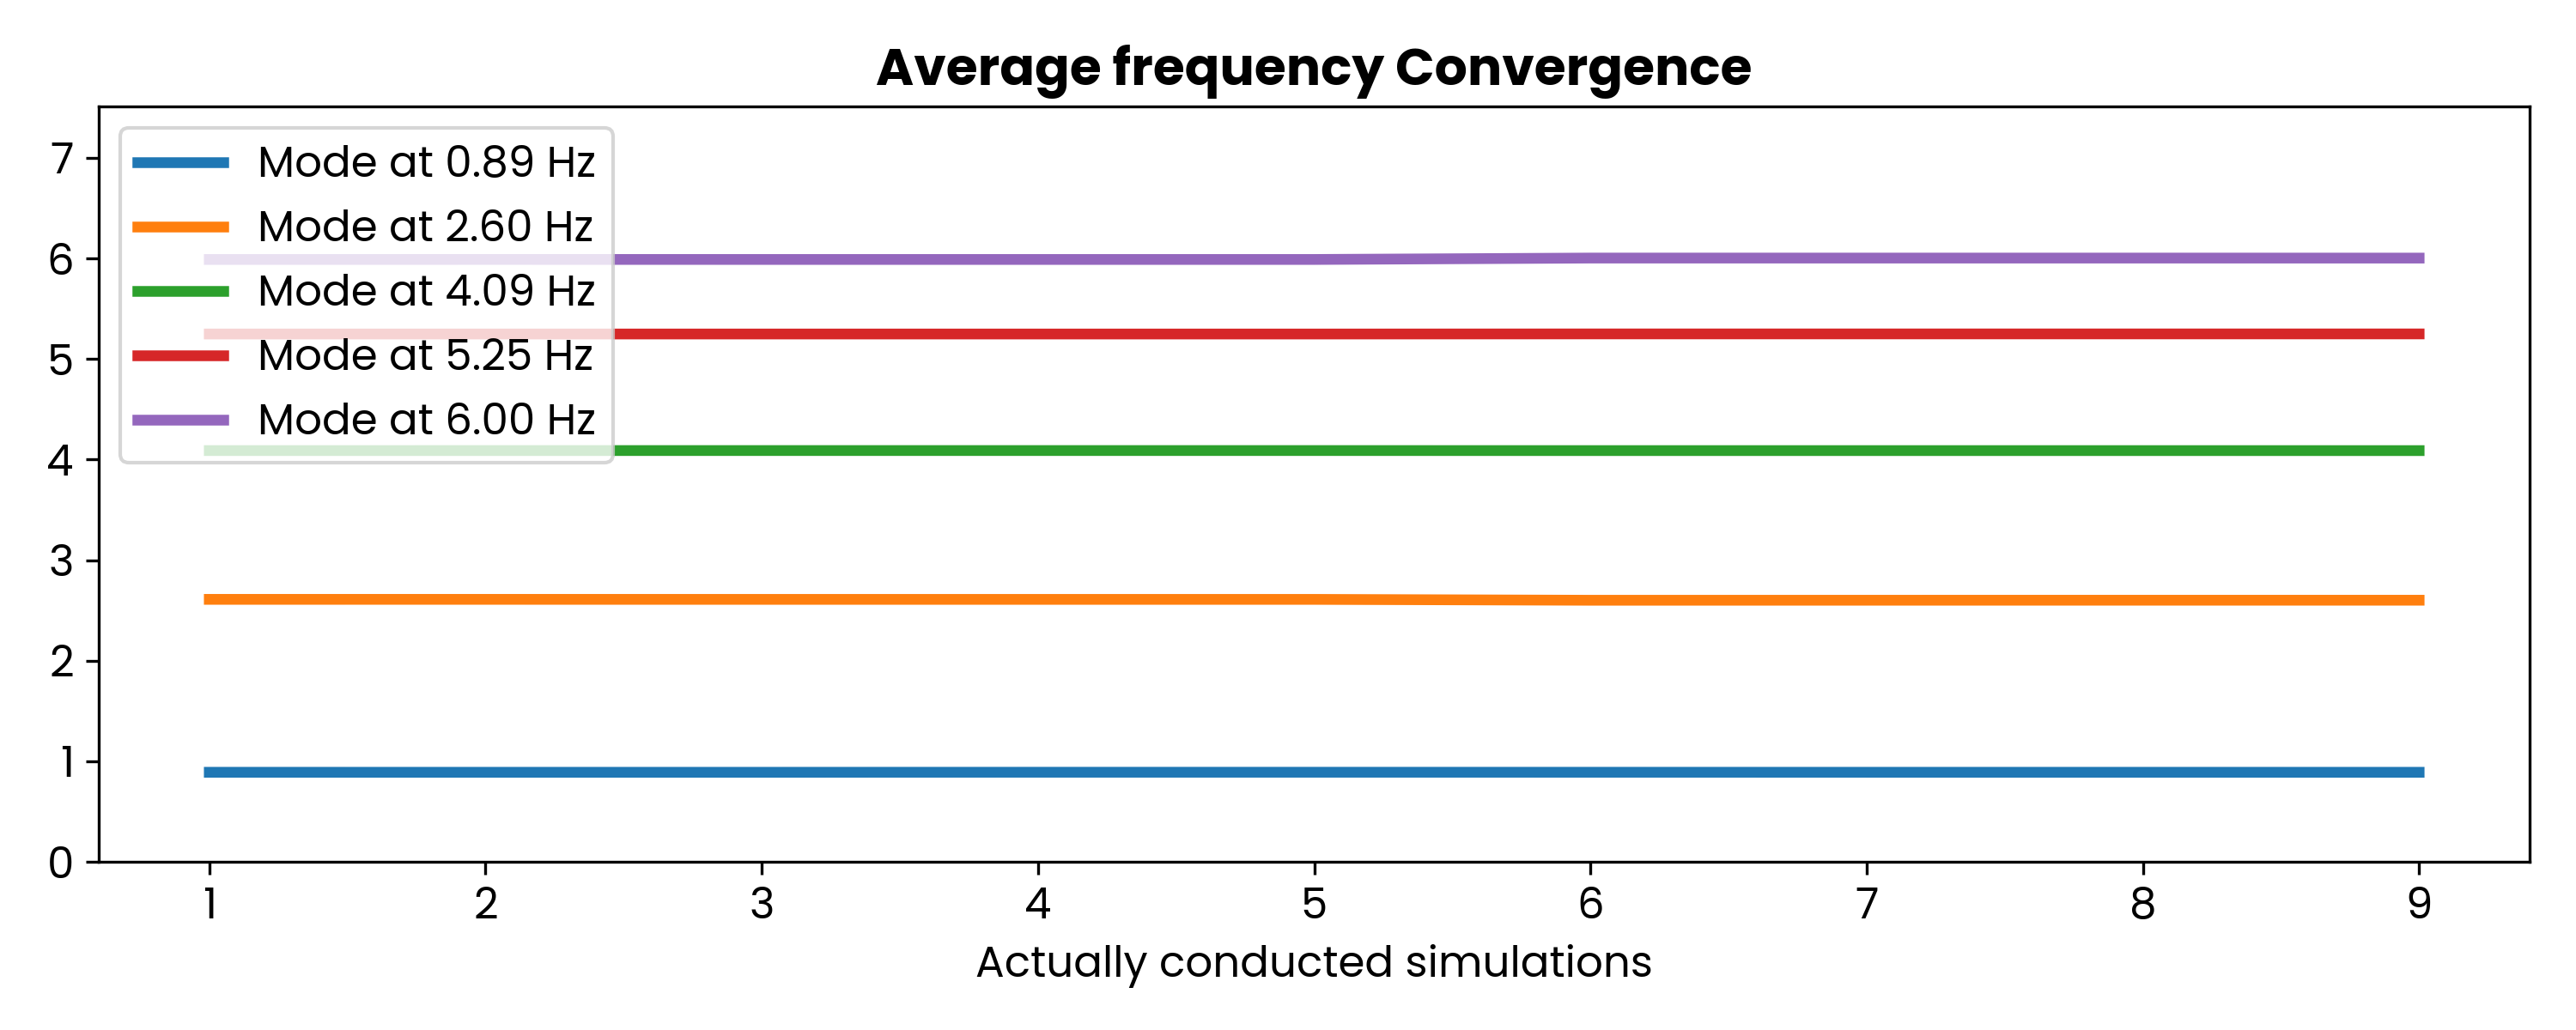 Average frequency Convergence
7
6
5
4
3
2
1
0
Mode at 0.89 Hz
Mode at 2.60 Hz
Mode at 4.09 Hz
Mode at 5.25 Hz
Mode at 6.00 Hz
1 2 3 4 5 6 7 8 9
Actually conducted simulations